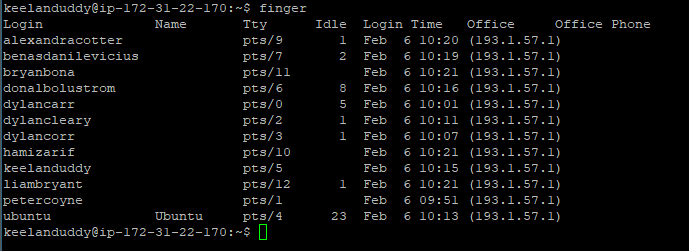 keelanduddy@ip-172-31-22-170:~$ finger
Login           Name       Tty      Idle  Login Time   Office     Office Phone
alexandracotter            pts/9       1  Feb  6 10:20 (193.1.57.1)
benasdanilevicius          pts/7       2  Feb  6 10:19 (193.1.57.1)
bryanbona                  pts/11         Feb  6 10:21 (193.1.57.1)
donalbolustrom             pts/6       8  Feb  6 10:16 (193.1.57.1)
dylancarr                  pts/0       5  Feb  6 10:01 (193.1.57.1)
dylancleary                pts/2       1  Feb  6 10:11 (193.1.57.1)
dylancorr                  pts/3       1  Feb  6 10:07 (193.1.57.1)
hamizarif                  pts/10         Feb  6 10:21 (193.1.57.1)
keelanduddy                pts/5          Feb  6 10:15 (193.1.57.1)
liambryant                 pts/12      1  Feb  6 10:21 (193.1.57.1)
petercoyne                 pts/1          Feb  6 09:51 (193.1.57.1)
ubuntu          Ubuntu     pts/4      23  Feb  6 10:13 (193.1.57.1)
keelanduddy@ip-172-31-22-170:~$